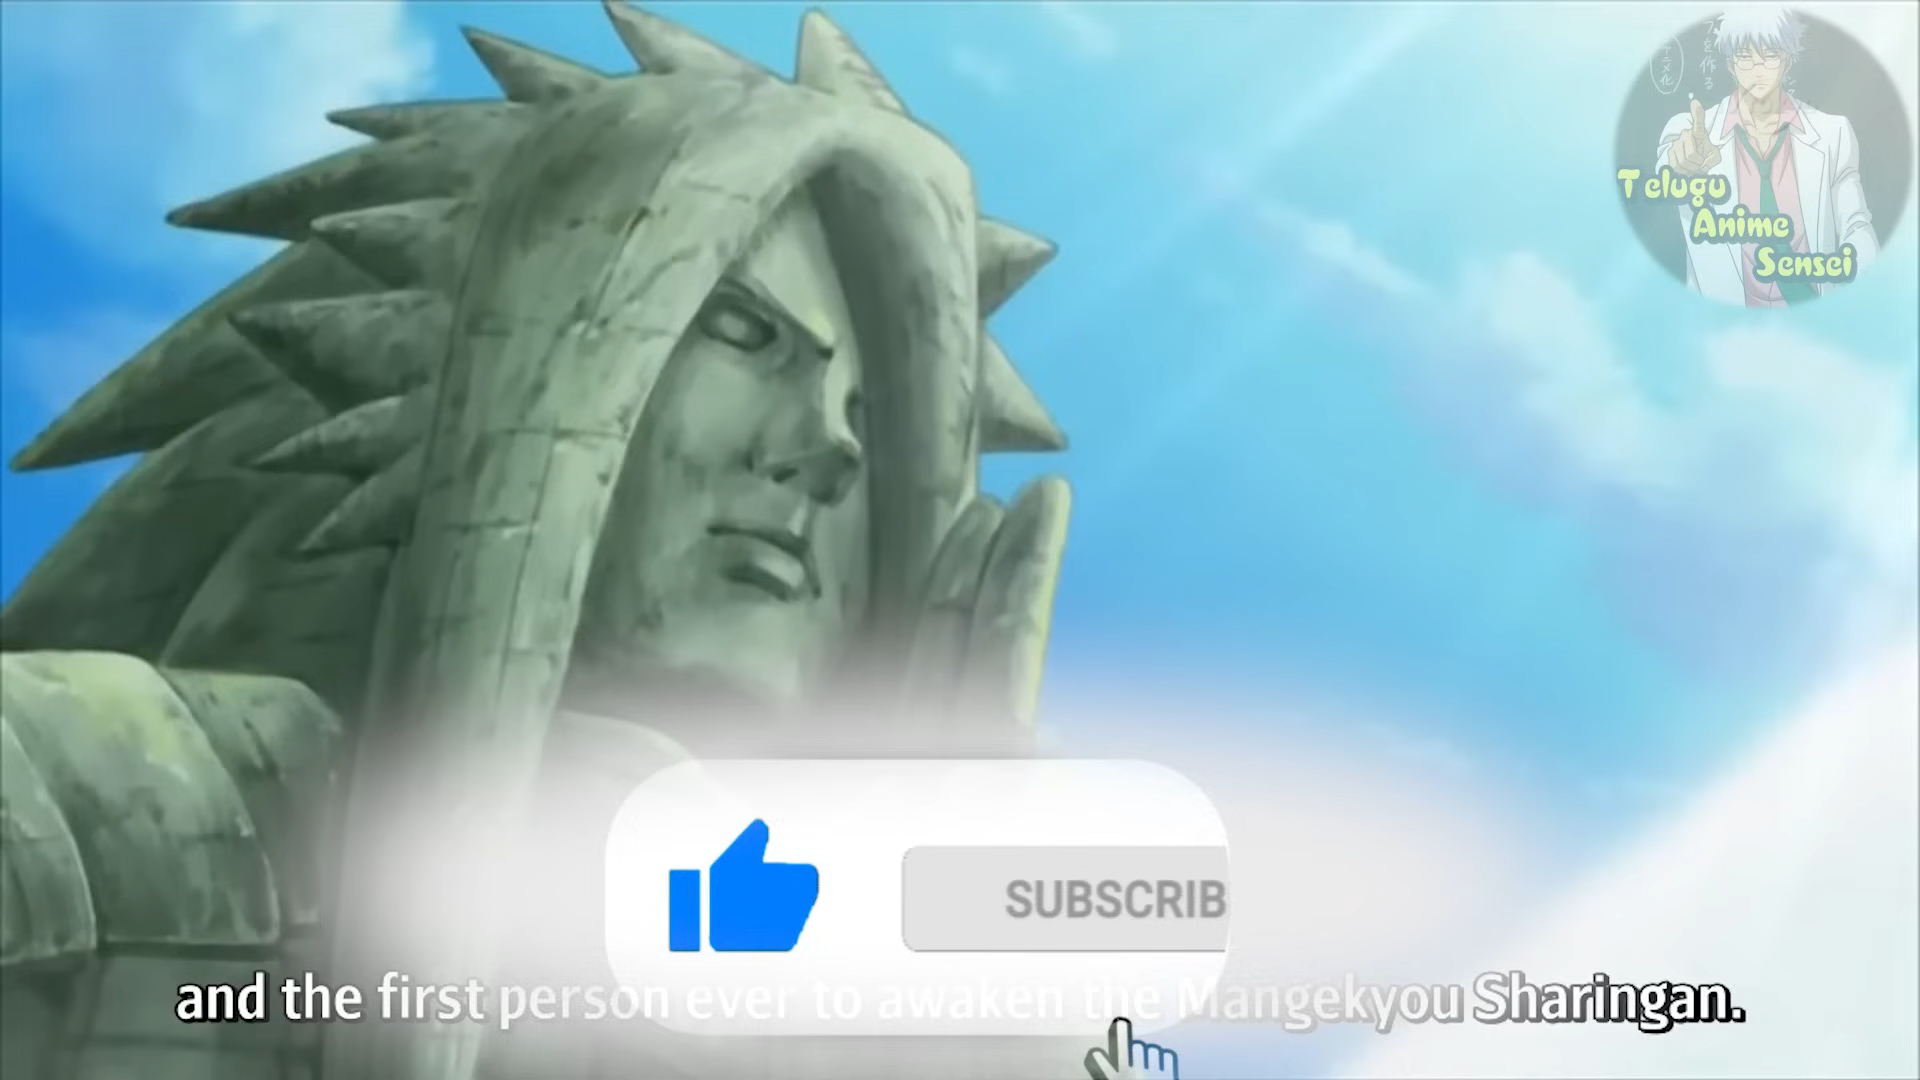 Telugu
Anime
Sensei
SUBSCRIB
and the first person ever to awaken the Mangekyou Sharingan.